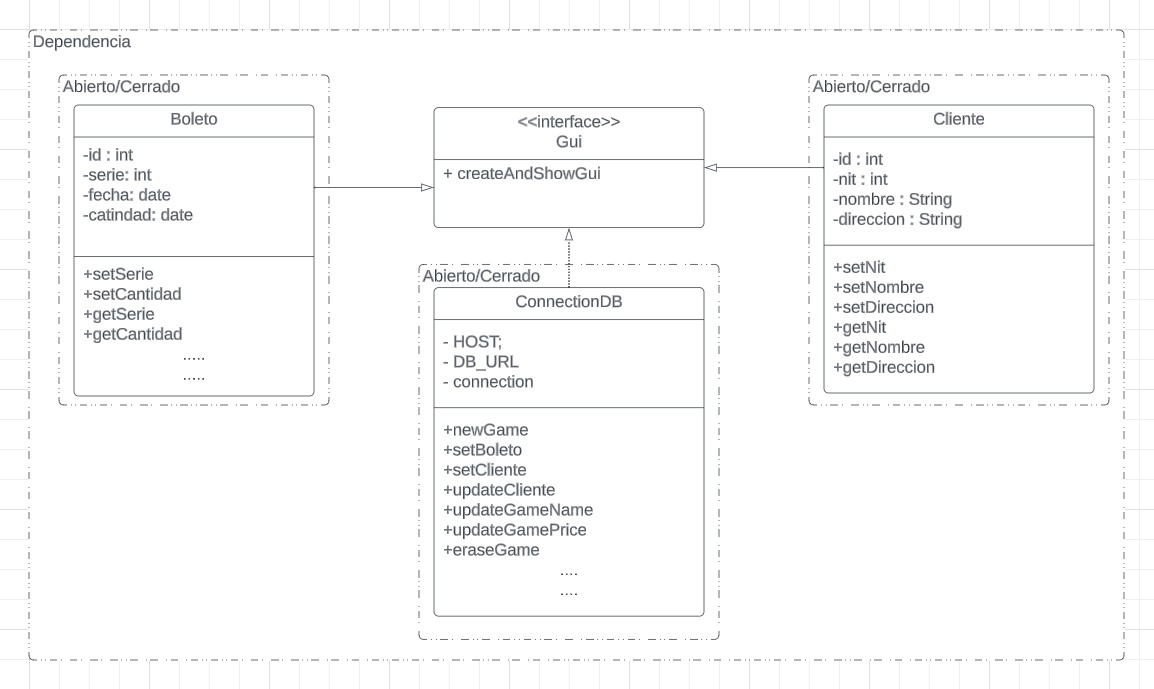 Dependencia
Abierto/Cerrado
Boleto
-id : int
-serie: int
-fecha: date
-catindad: date
+setSerie
+setCantidad
+getSerie
+getCantidad
.....
.....
<<interface>>
Gui
+ createAndShowGui
Abierto/Cerrado
ConnectionDB
- HOST;
- DB_URL
- connection
+newGame
+setBoleto
+setCliente
+updateCliente
+updateGameName
+updateGamePrice
+eraseGame
....
....
Abierto/Cerrado
Cliente
-id : int
-nit : int
-nombre : String
-direccion : String
+setNit
+setNombre
+setDireccion
+getNit
+getNombre
+getDireccion